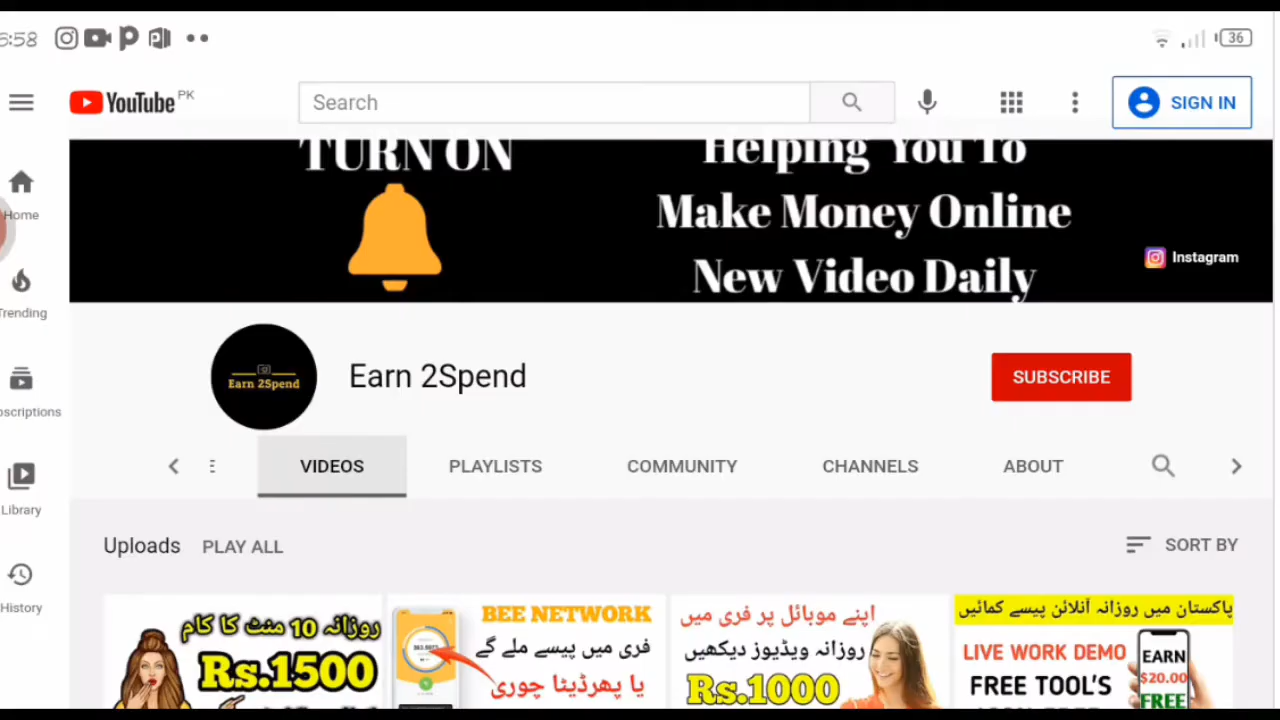 6:58
36
YouTube PK
Search
SIGN IN
TURN ON
Helping You To
Make Money Online
New Video Daily
Instagram
Home
Trending
Earn 2Spend
Earn 2Spend
SUBSCRIBE
bscriptions
VIDEOS
PLAYLISTS
COMMUNITY
CHANNELS
ABOUT
Library
Uploads
PLAY ALL
SORT BY
History
روزانہ 10 منٹ کا کام
Rs.1500
BEE NETWORK
فری میں پیسے ملے گے
یا پھر ڈیٹا چوری
اپنے موبائل پر فری میں
روزانہ ویڈیوز دیکھیں
Rs.1000
پاکستان میں روزانہ آنلائن پیسے کمائیں
LIVE WORK DEMO
FREE TOOL'S
EARN
$20.00
FREE